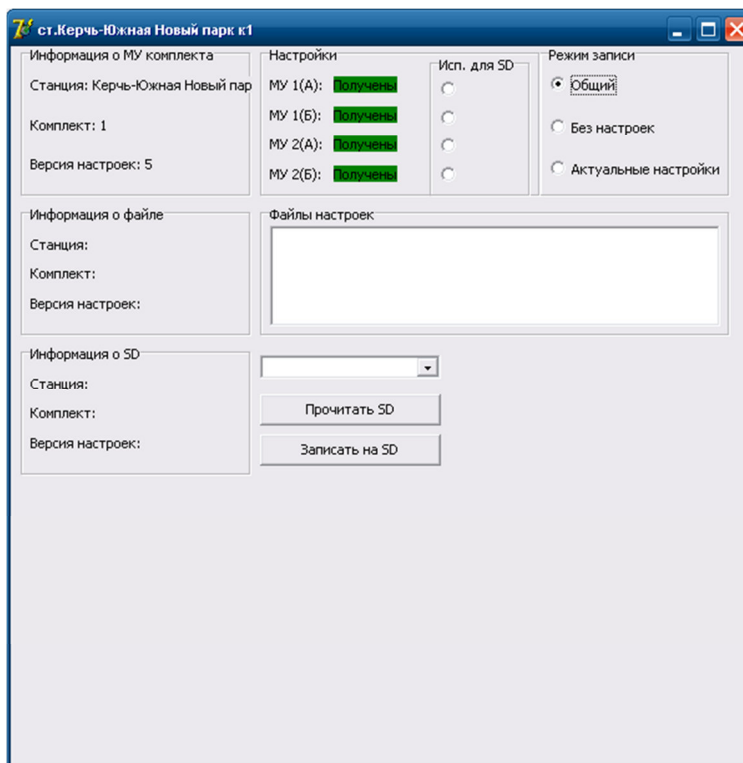 ст.Керчь-Южная Новый парк к1
Информация о МУ комплекта
Станция: Керчь-Южная Новый пар
Комплект: 1
Версия настроек: 5
Настройки
Исп. для SD
МУ 1(А): Получены
МУ 1(Б): Получены
МУ 2(А): Получены
МУ 2(Б): Получены
Режим записи
Общий
Без настроек
Актуальные настройки
Информация о файле
Станция:
Комплект:
Версия настроек:
Файлы настроек
Информация о SD
Станция:
Комплект:
Версия настроек:
Прочитать SD
Записать на SD